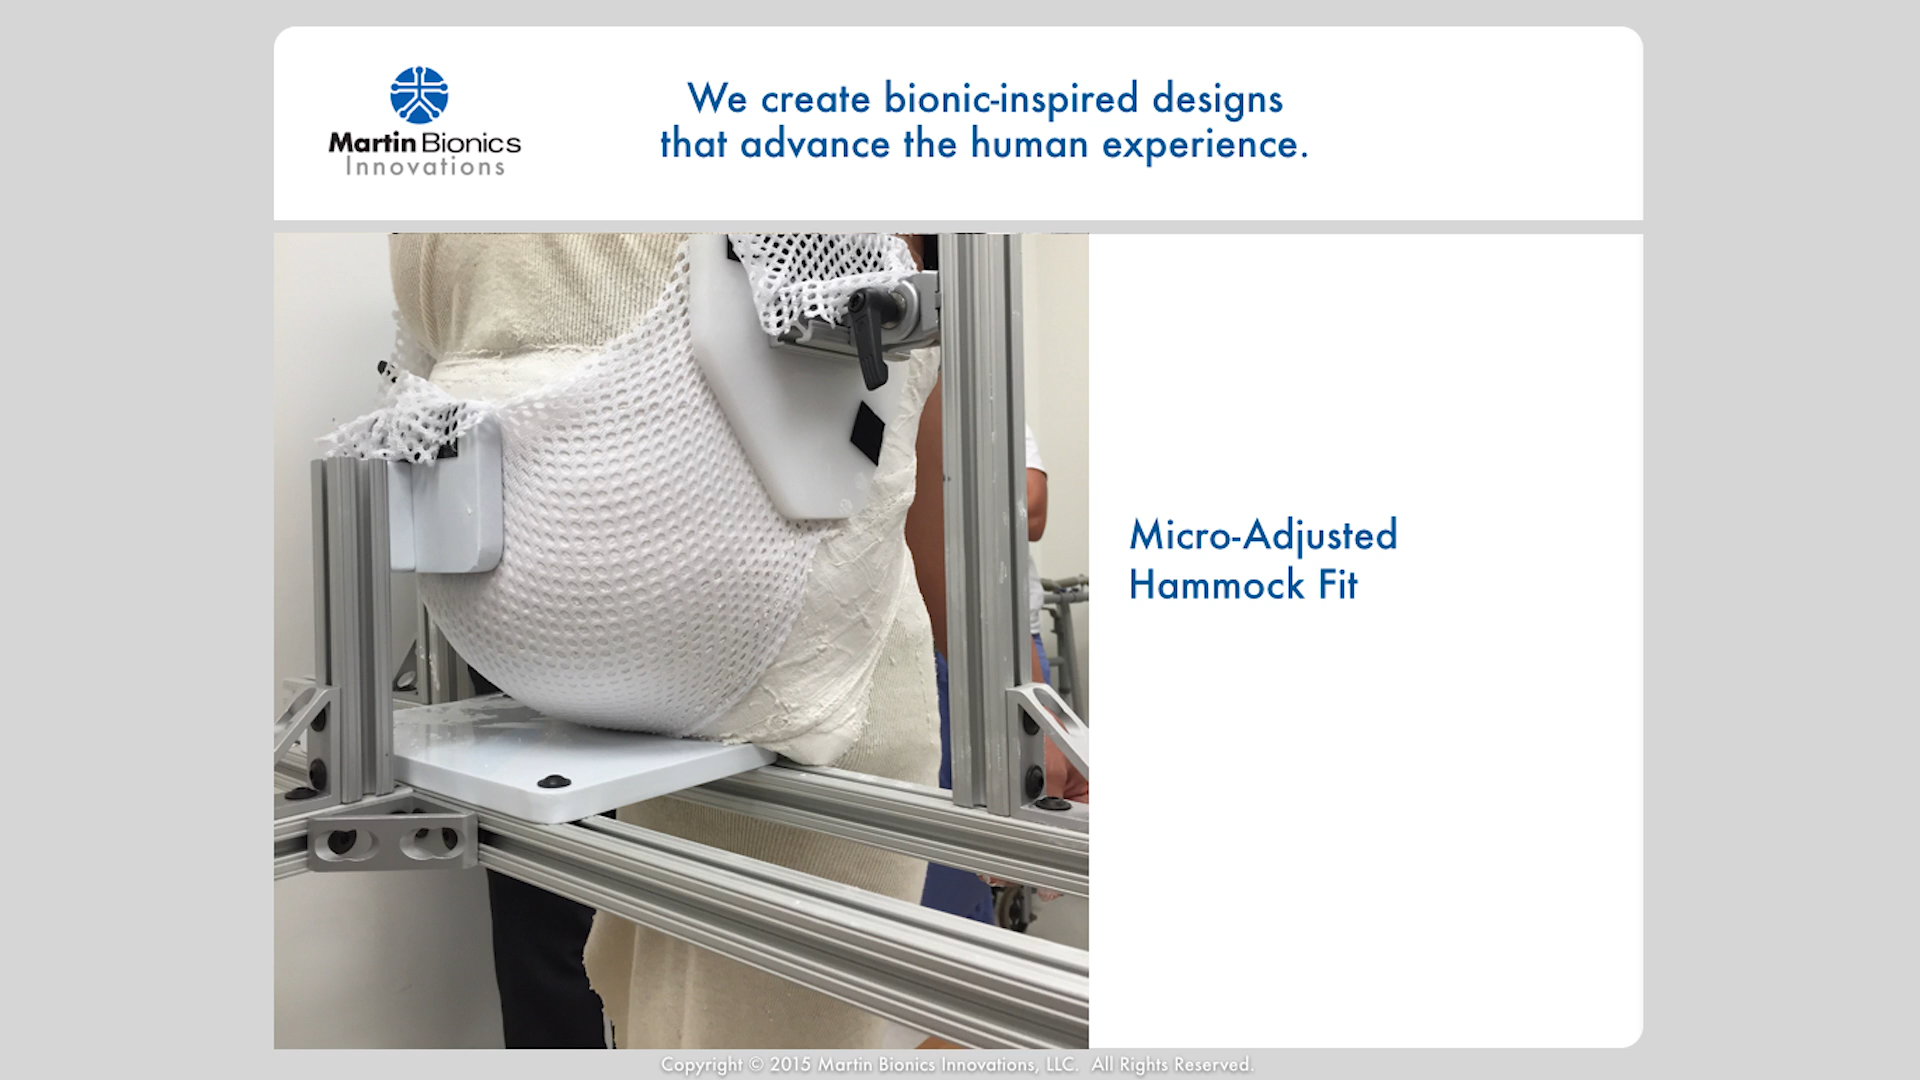 Martin Bionics
Innovations
We create bionic-inspired designs
that advance the human experience.
Micro-Adjusted
Hammock Fit
Copyright © 2015 Martin Bionics Innovations, LLC.  All Rights Reserved.